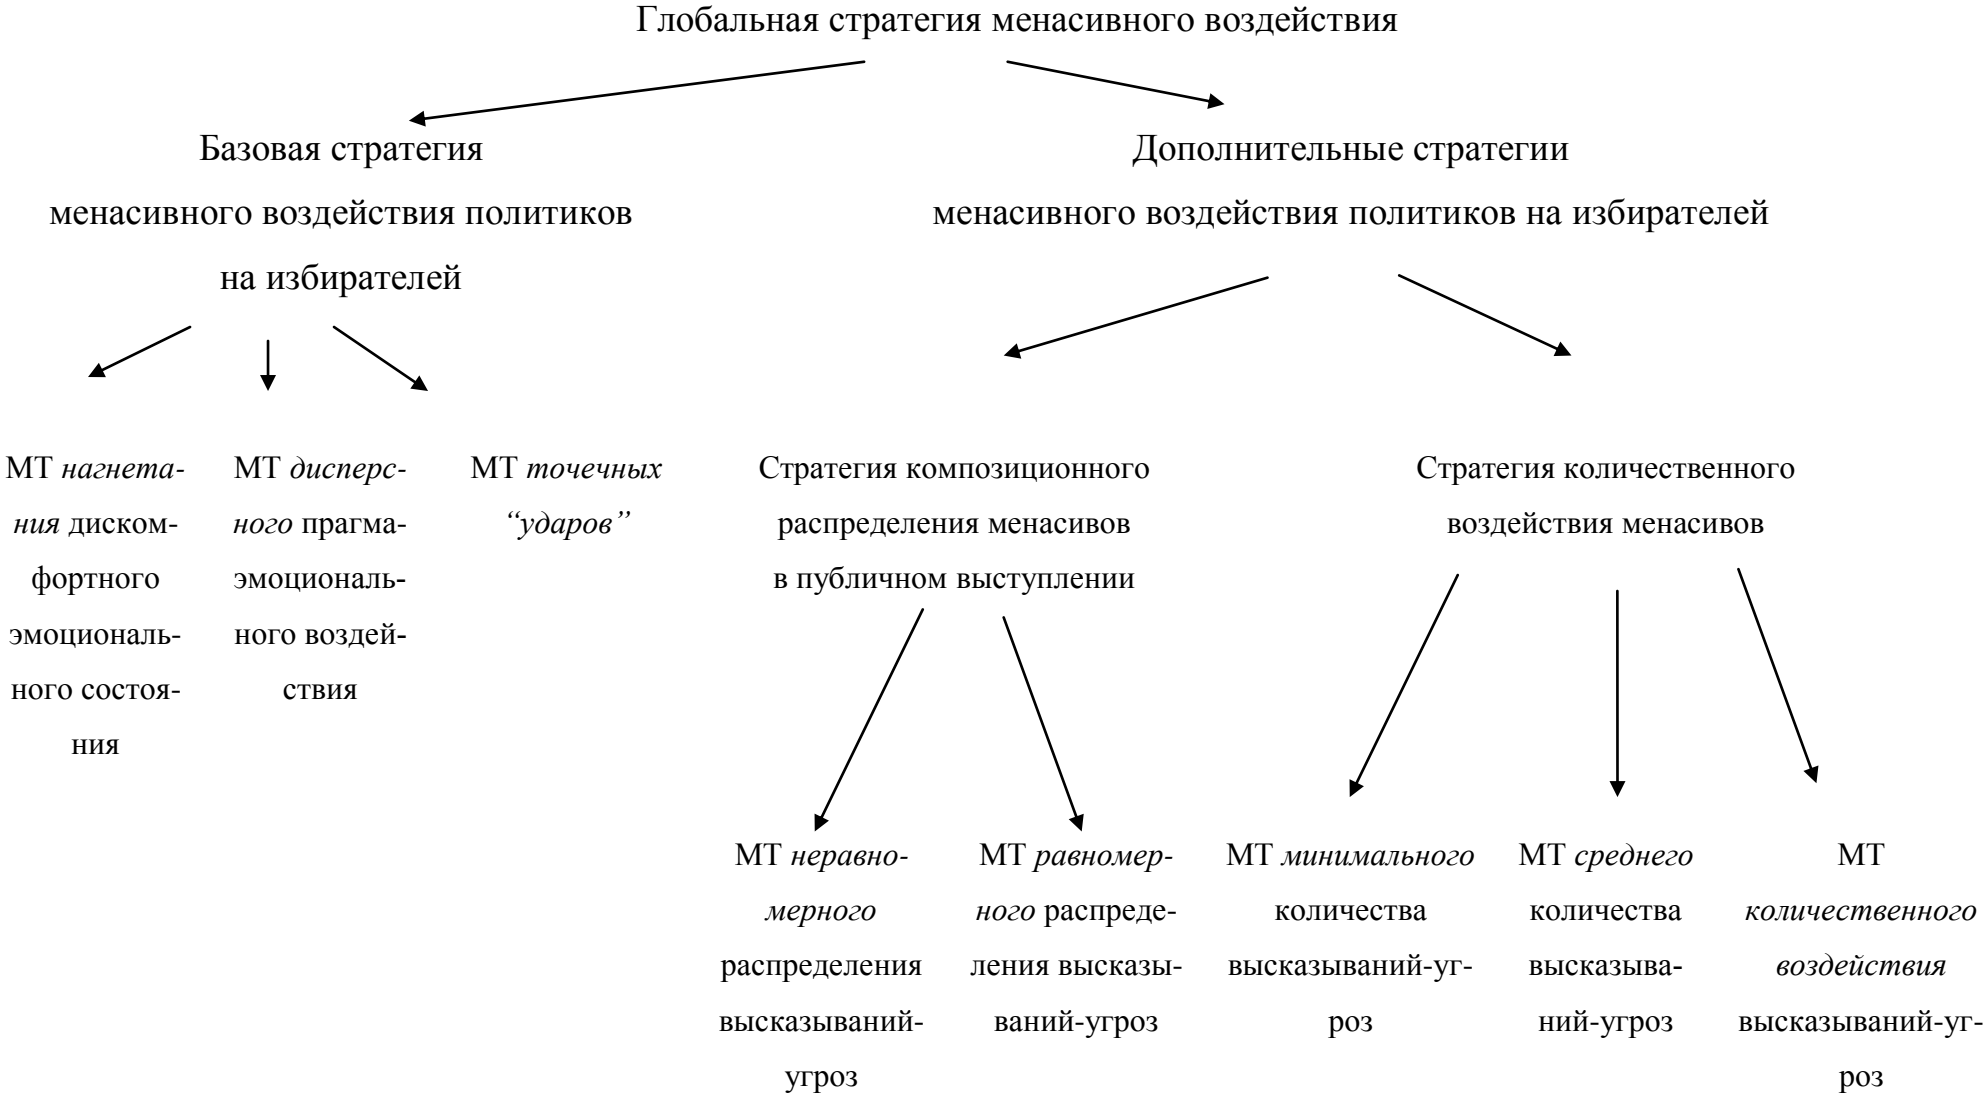 Глобальная стратегия менасивного воздействия
Базовая стратегия
менасивного воздействия политиков
на избирателей
Дополнительные стратегии
менасивного воздействия политиков на избирателей
МТ нагнета-
ния диском-
фортного
эмоциональ-
ного состоя-
ния
МТ дисперс-
ного прагма-
эмоциональ-
ного воздей-
ствия
МТ точечных
“ударов”
Стратегия композиционного
распределения менасивов
в публичном выступлении
Стратегия количественного
воздействия менасивов
МТ неравно-
мерного
распределения
высказываний-
угроз
МТ равномер-
ного распреде-
ления высказы-
ваний-угроз
МТ минимального
количества
высказываний-уг-
роз
МТ среднего
количества
высказыва-
ний-угроз
МТ
количественного
воздействия
высказываний-уг-
роз